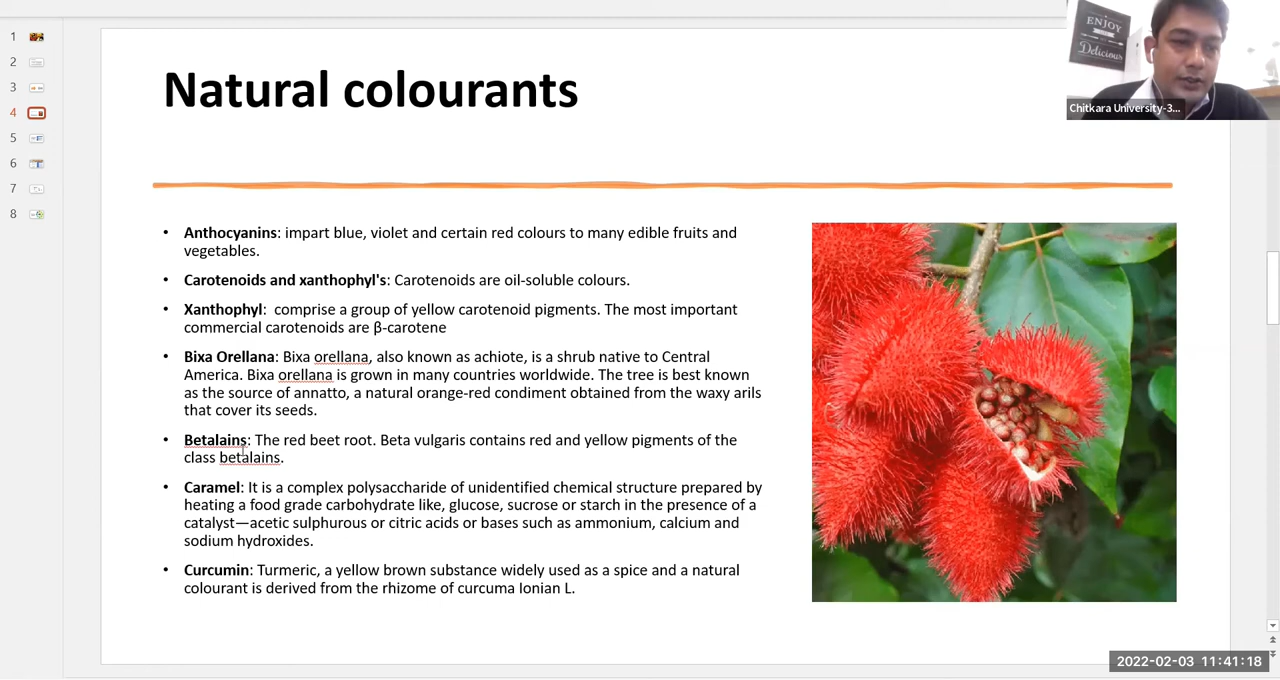 1
2
3
4
5
6
7
8
Natural colourants
• Anthocyanins: impart blue, violet and certain red colours to many edible fruits and
vegetables.
• Carotenoids and xanthophyl's: Carotenoids are oil-soluble colours.
• Xanthophyl:  comprise a group of yellow carotenoid pigments. The most important
commercial carotenoids are β-carotene
• Bixa Orellana: Bixa orellana, also known as achiote, is a shrub native to Central
America. Bixa orellana is grown in many countries worldwide. The tree is best known
as the source of annatto, a natural orange-red condiment obtained from the waxy arils
that cover its seeds.
• Betalains: The red beet root. Beta vulgaris contains red and yellow pigments of the
class betalains.
• Caramel: It is a complex polysaccharide of unidentified chemical structure prepared by
heating a food grade carbohydrate like, glucose, sucrose or starch in the presence of a
catalyst—acetic sulphurous or citric acids or bases such as ammonium, calcium and
sodium hydroxides.
• Curcumin: Turmeric, a yellow brown substance widely used as a spice and a natural
colourant is derived from the rhizome of curcuma Ionian L.
ENJOY
Delicious
Chitkara University-3...
2022-02-03 11:41:18